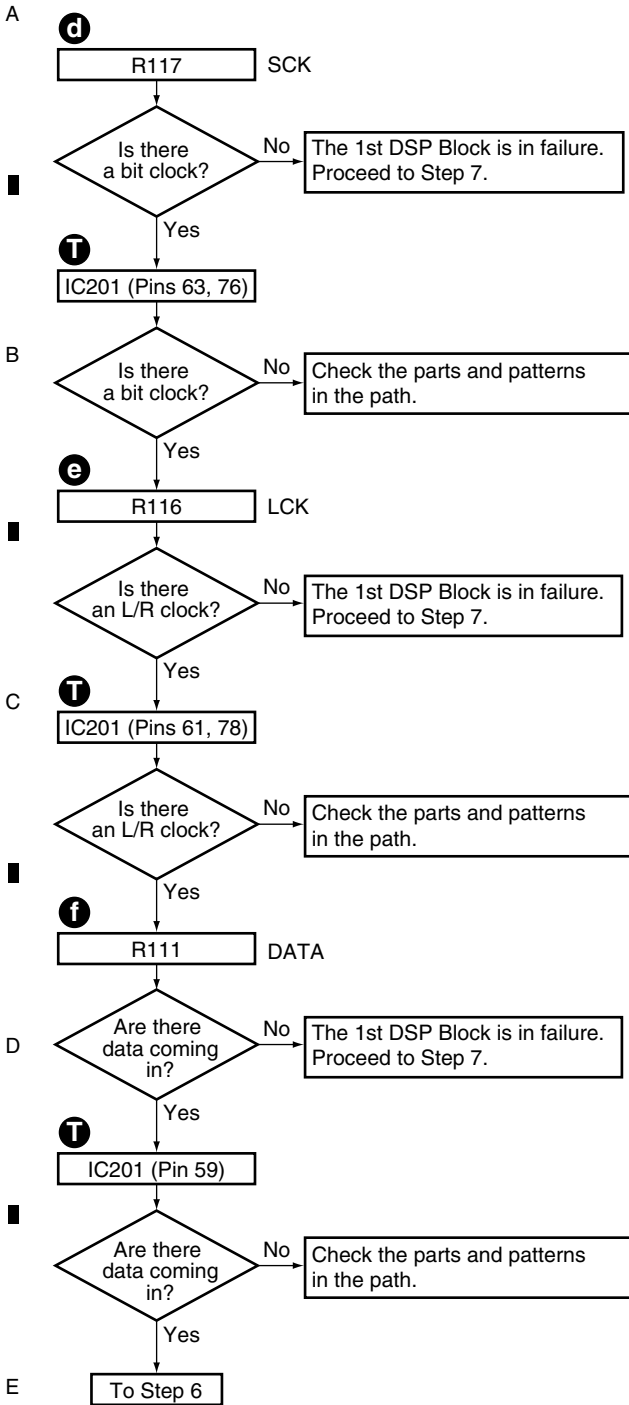 A
d
R117 SCK
Is there
a bit clock?
No
The 1st DSP Block is in failure.
Proceed to Step 7.
Yes
T
IC201 (Pins 63, 76)
B
Is there
a bit clock?
No
Check the parts and patterns
in the path.
Yes
e
R116 LCK
Is there
an L/R clock?
No
The 1st DSP Block is in failure.
Proceed to Step 7.
Yes
C
T
IC201 (Pins 61, 78)
Is there
an L/R clock?
No
Check the parts and patterns
in the path.
Yes
f
R111 DATA
D
Are there
data coming
in?
No
The 1st DSP Block is in failure.
Proceed to Step 7.
Yes
T
IC201 (Pin 59)
Are there
data coming
in?
No
Check the parts and patterns
in the path.
Yes
E
To Step 6